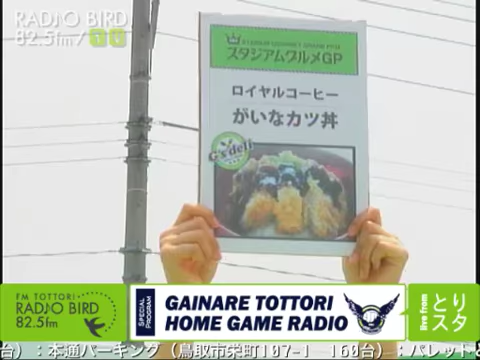 RADIO BIRD
82.5fm
STADIUM GOURMET GRAND PRIX
スタジアムグルメGP
ロイヤルコーヒー
がいなカツ丼
G's deli
FM TOTTORI
RADIO BIRD
82.5fm
SPECIAL PROGRAM
GAINARE TOTTORI
HOME GAME RADIO
live from
とりスタ
台）：本通パーキング（鳥取市栄町107-1　160台）：パレット